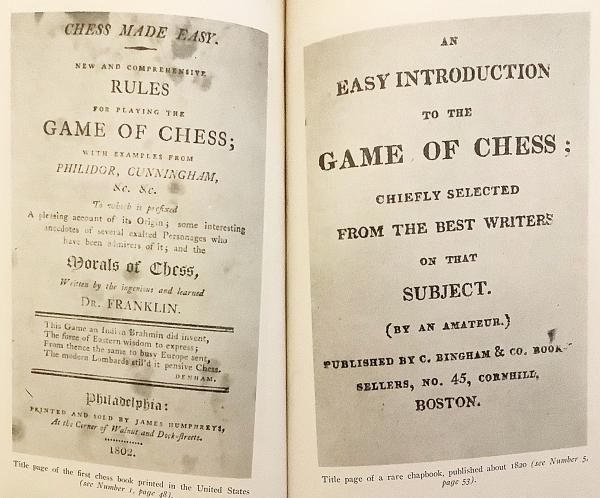 CHESS MADE EASY.
NEW AND COMPREHENSIVE
RULES
FOR PLAYING THE
GAME OF CHESS;
WITH EXAMPLES FROM
PHILIDOR, CUNNINGHAM,
&c. &c.
To which is prefixed
A pleasing account of its Origin; some interesting
anecdotes of several exalted Personages who
have been admirers of it; and the
Morals of Chess,
Written by the ingenious and learned
DR. FRANKLIN.
This Game an Indian Brahmin did invent,
The force of Eastern wisdom to express;
From thence the same to busy Europe sent,
The modern Lombards stil'd it pensive Chess.
DENHAM.
Philadelphia:
PRINTED AND SOLD BY JAMES HUMPHREYS,
At the Corner of Walnut and Dock-streets.
1802.
Title page of the first chess book printed in the United States
(see Number 1, page 48).
AN
EASY INTRODUCTION
TO THE
GAME OF CHESS;
CHIEFLY SELECTED
FROM THE BEST WRITERS
ON THAT
SUBJECT.
(BY AN AMATEUR.)
PUBLISHED BY C. BINGHAM & CO. BOOK-
SELLERS, NO. 45, CORNHILL,
BOSTON.
Title page of a rare chapbook, published about 1820 (see Number 5,
page 53).